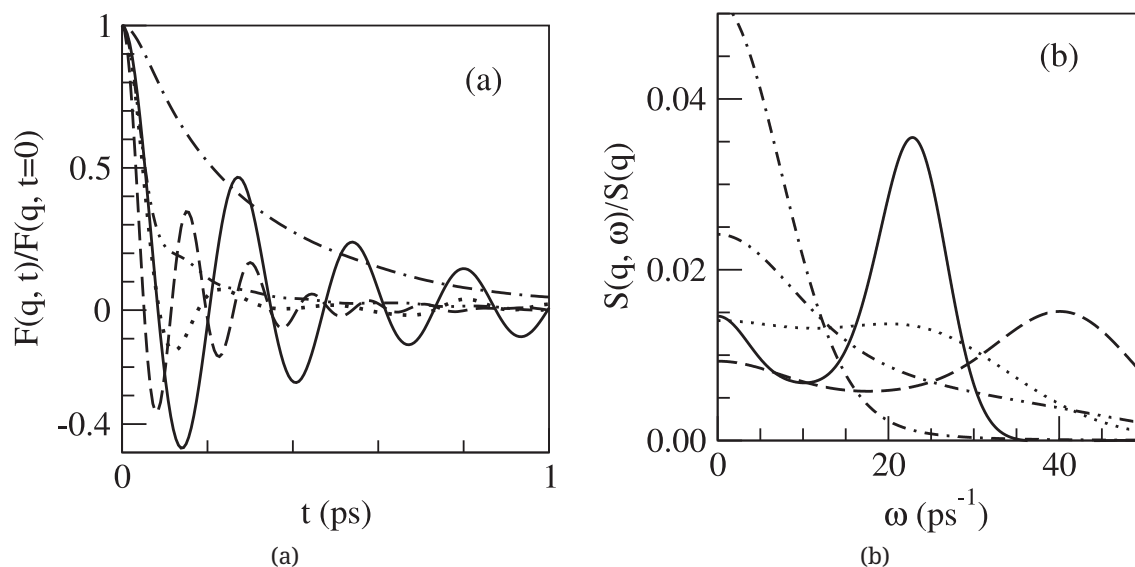 1
0.5
0
-0.4
F(q, t)/F(q, t=0)
(a)
0
1
t (ps)
(a)
0.04
0.02
0.00
S(q, ω)/S(q)
(b)
0
20
40
ω (ps⁻¹)
(b)